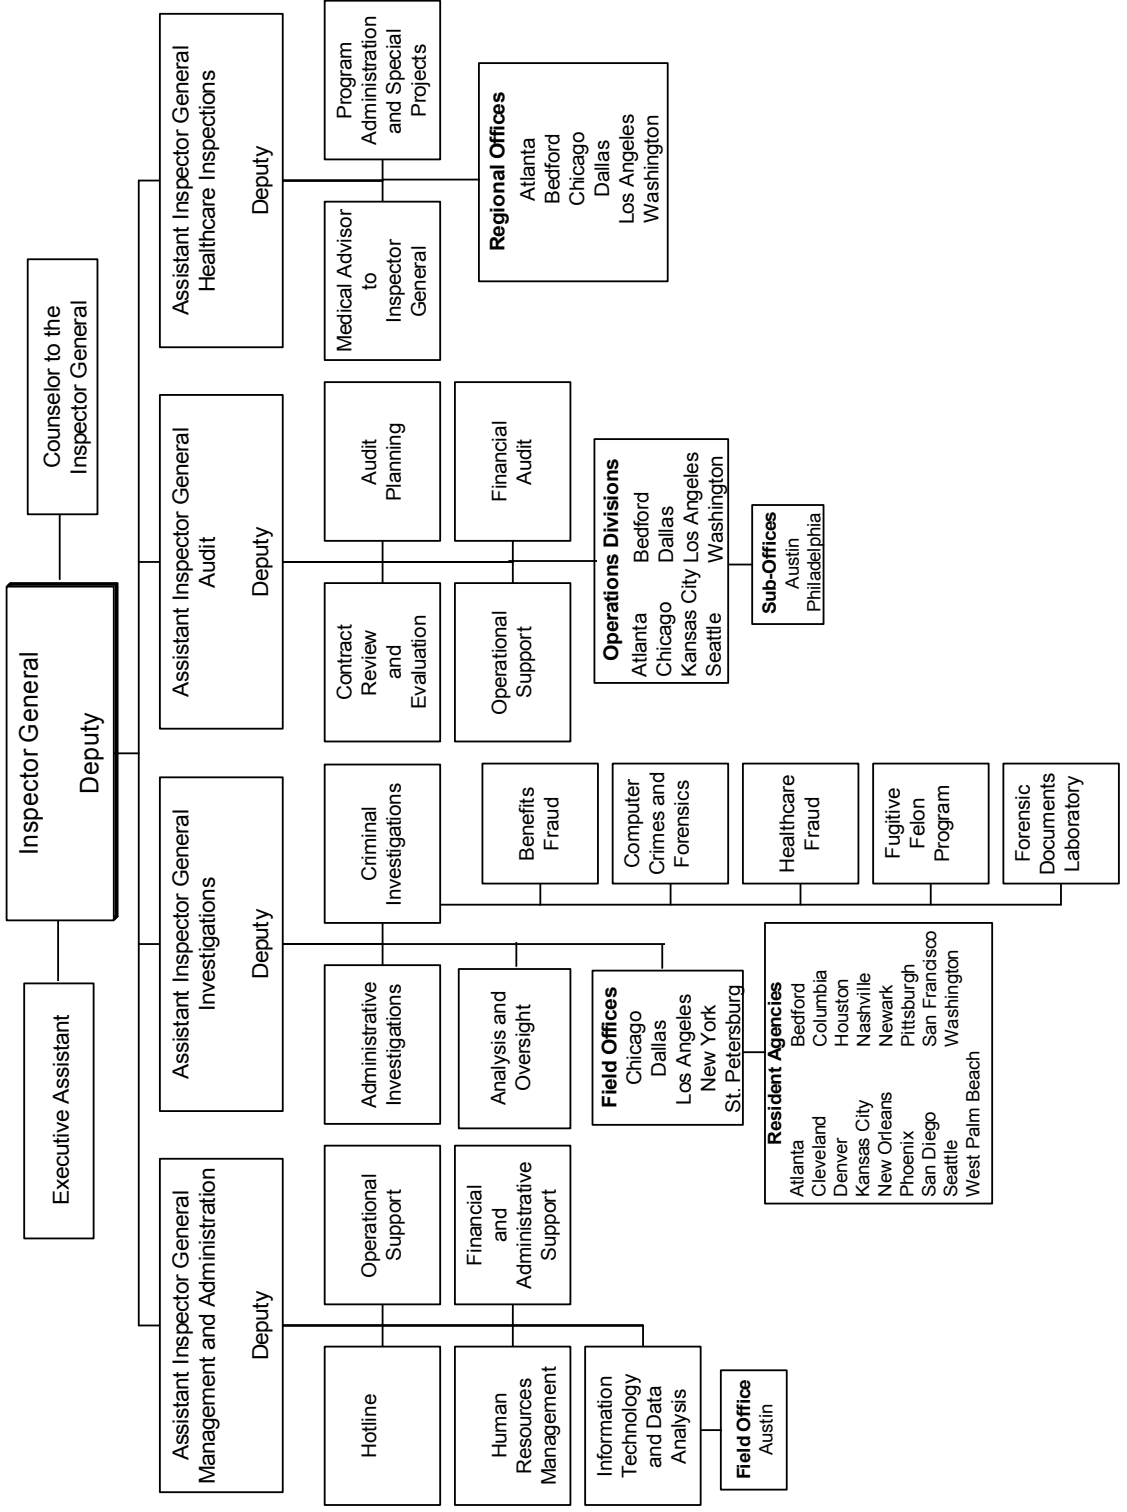 Inspector General
Deputy
Executive Assistant
Counselor to the
Inspector General
Assistant Inspector General
Management and Administration
Deputy
Hotline
Operational
Support
Human
Resources
Management
Financial
and
Administrative
Support
Information
Technology
and Data
Analysis
Field Office
Austin
Assistant Inspector General
Investigations
Deputy
Administrative
Investigations
Criminal
Investigations
Analysis and
Oversight
Field Offices
Chicago
Dallas
Los Angeles
New York
St. Petersburg
Resident Agencies
Atlanta Bedford
Cleveland Columbia
Denver Houston
Kansas City Nashville
New Orleans Newark
Phoenix Pittsburgh
San Diego San Francisco
Seattle Washington
West Palm Beach
Benefits
Fraud
Computer
Crimes and
Forensics
Healthcare
Fraud
Fugitive
Felon
Program
Forensic
Documents
Laboratory
Assistant Inspector General
Audit
Deputy
Contract
Review
and
Evaluation
Audit
Planning
Operational
Support
Financial
Audit
Operations Divisions
Atlanta Bedford
Chicago Dallas
Kansas City Los Angeles
Seattle Washington
Sub-Offices
Austin
Philadelphia
Assistant Inspector General
Healthcare Inspections
Deputy
Medical Advisor
to
Inspector
General
Program
Administration
and Special
Projects
Regional Offices
Atlanta
Bedford
Chicago
Dallas
Los Angeles
Washington